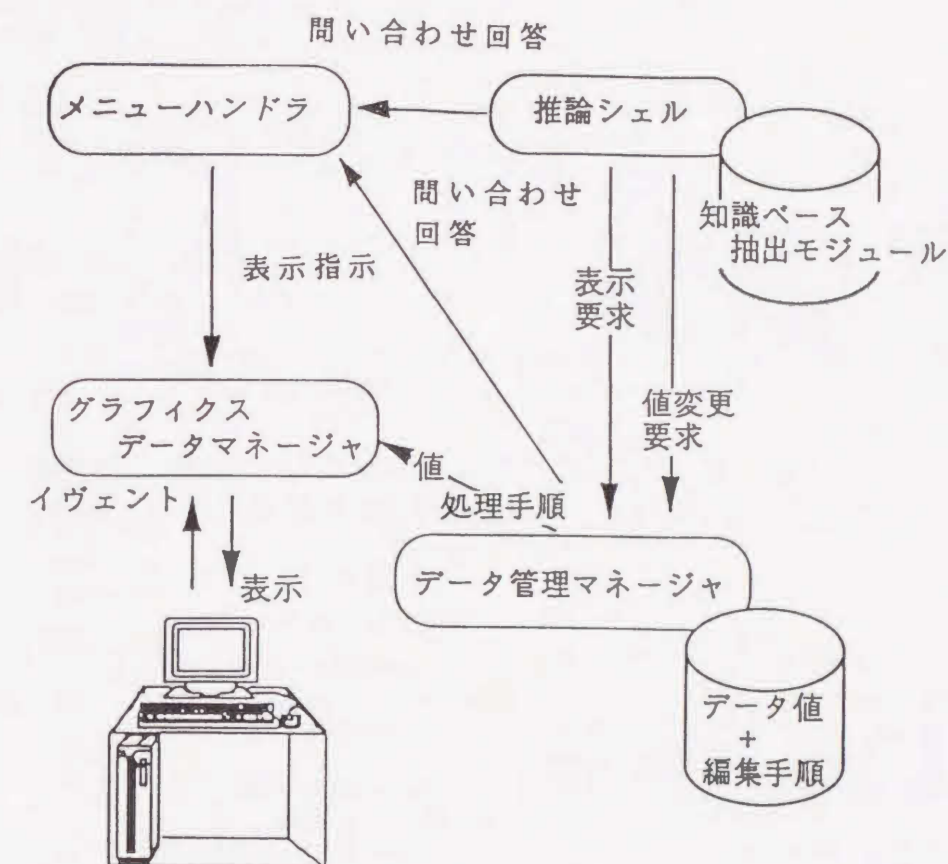 問い合わせ回答
メニューハンドラ
推論シェル
知識ベース
抽出モジュール
問い合わせ
回答
表示指示
表示
要求
値変更
要求
グラフィクス
データマネージャ
値
処理手順
イヴェント
表示
データ管理マネージャ
データ値
+
編集手順